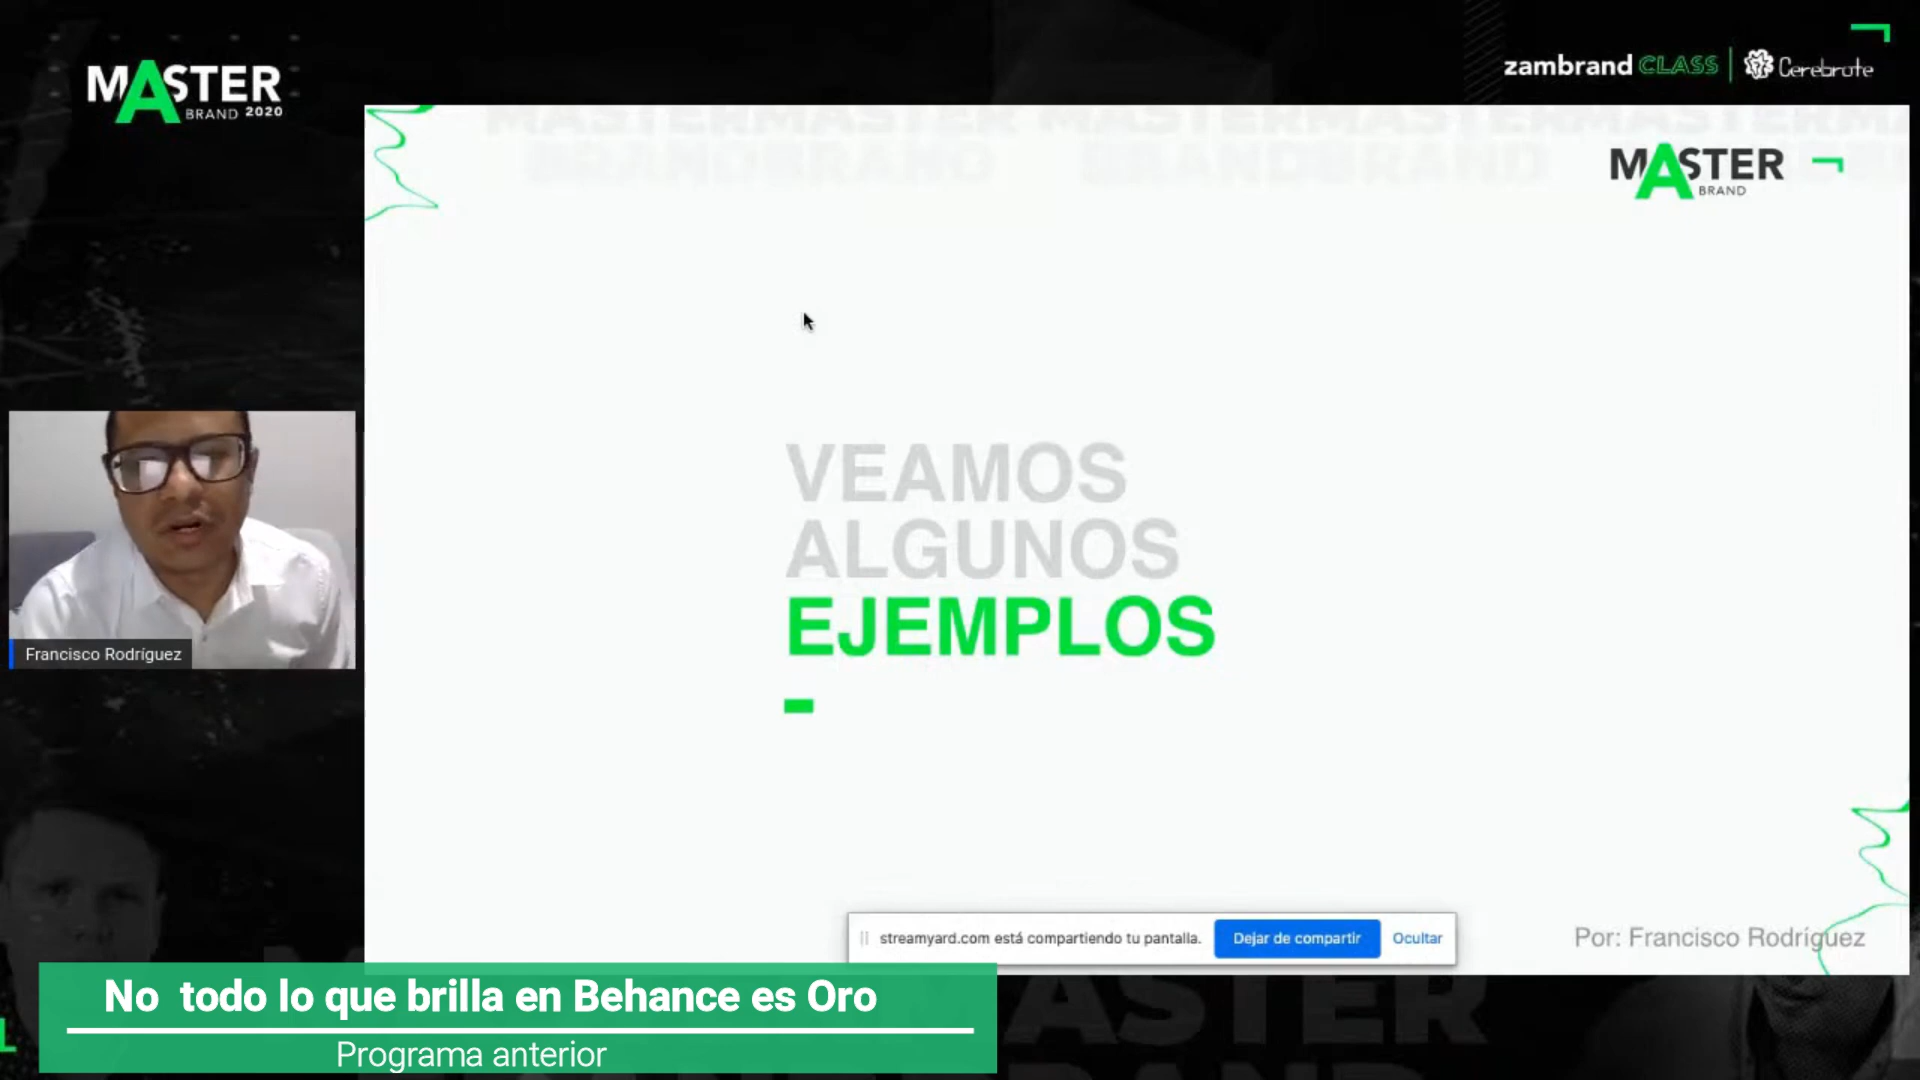 MASTER
BRAND 2020
zambrand CLASS | Cerebrote
MASTER
BRAND
VEAMOS
ALGUNOS
EJEMPLOS
Francisco Rodríguez
streamyard.com está compartiendo tu pantalla.
Dejar de compartir
Ocultar
Por: Francisco Rodríguez
No todo lo que brilla en Behance es Oro
Programa anterior